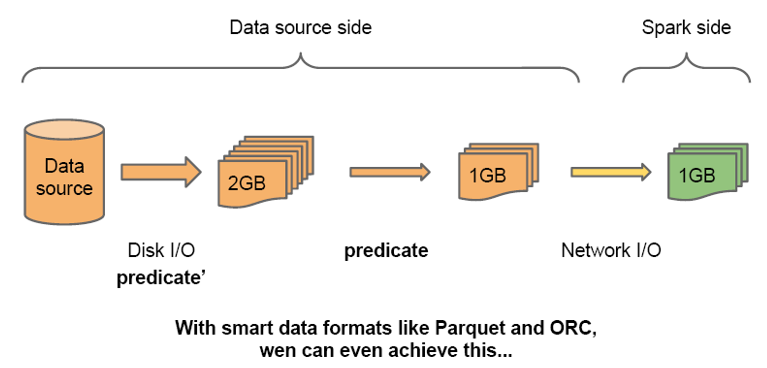 Data source side
Spark side
Data
source
2GB
1GB
1GB
Disk I/O
predicate’
predicate
Network I/O
With smart data formats like Parquet and ORC,
wen can even achieve this...